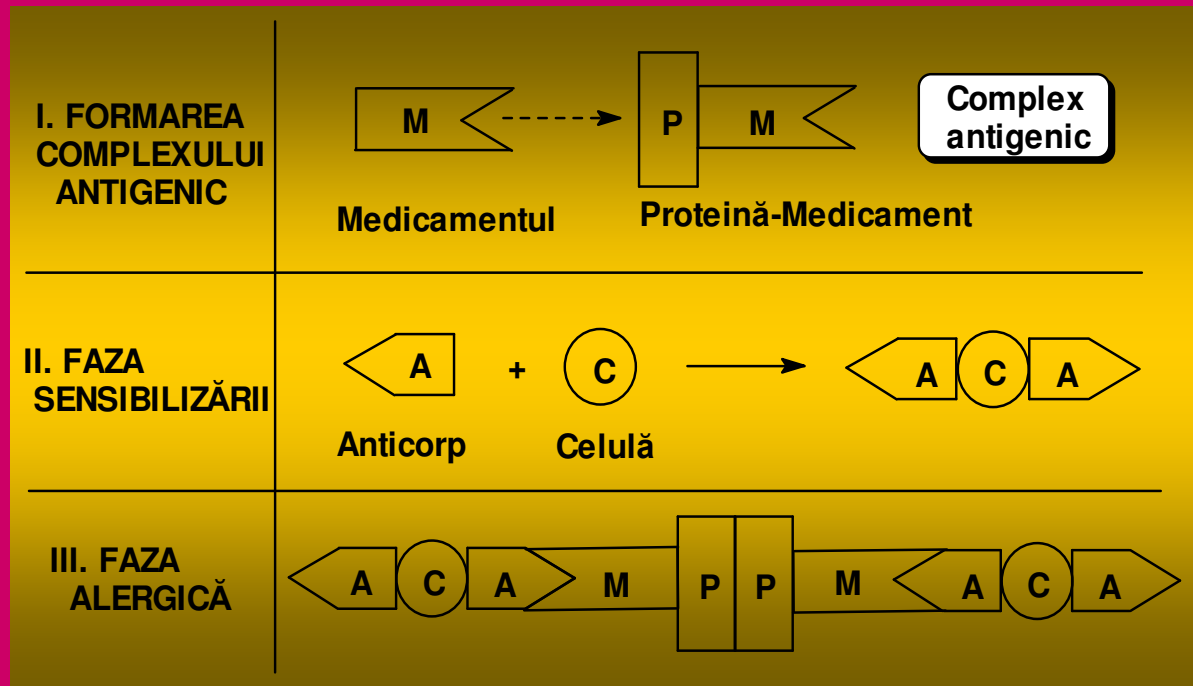 I. FORMAREA
COMPLEXULUI
ANTIGENIC
M
P M
Complex
antigenic
Medicamentul
Proteină-Medicament
II. FAZA
SENSIBILIZĂRII
A + C
A C A
Anticorp
Celulă
III. FAZA
ALERGICĂ
A C A M P P M A C A